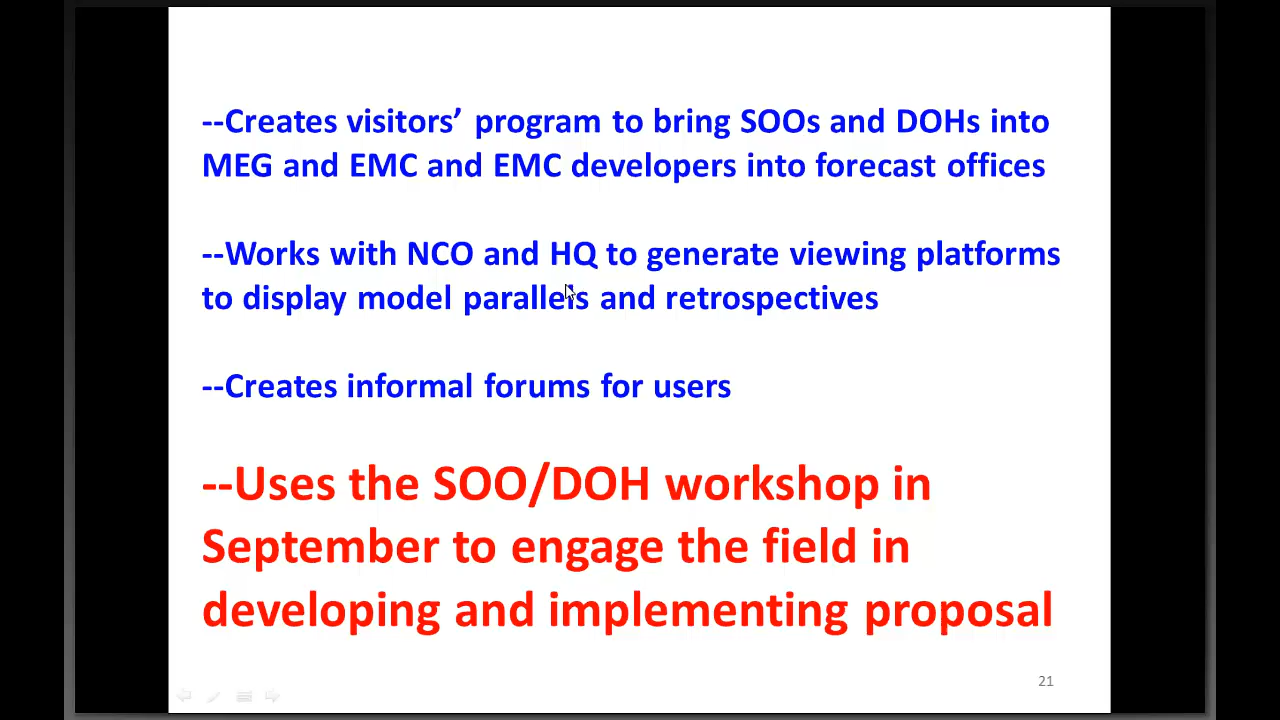 --Creates visitors’ program to bring SOOs and DOHs into
MEG and EMC and EMC developers into forecast offices
--Works with NCO and HQ to generate viewing platforms
to display model parallels and retrospectives
--Creates informal forums for users
--Uses the SOO/DOH workshop in
September to engage the field in
developing and implementing proposal
21